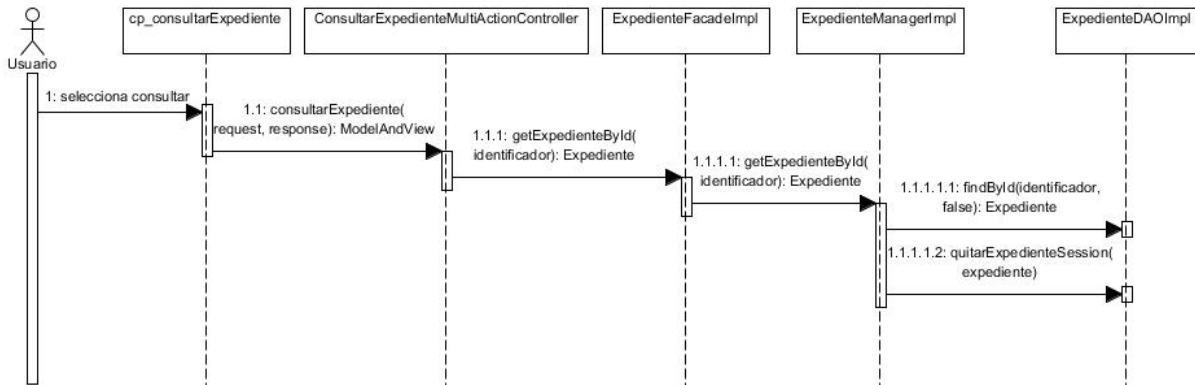 cp_consultarExpediente
ConsultarExpedienteMultiActionController
ExpedienteFacadeImpl
ExpedienteManagerImpl
ExpedienteDAOImpl
Usuario
1: selecciona consultar
1.1: consultarExpediente(
request, response): ModelAndView
1.1.1: getExpedienteById(
identificador): Expediente
1.1.1.1: getExpedienteById(
identificador): Expediente
1.1.1.1.1: findById(identificador,
false): Expediente
1.1.1.1.2: quitarExpedienteSession(
expediente)